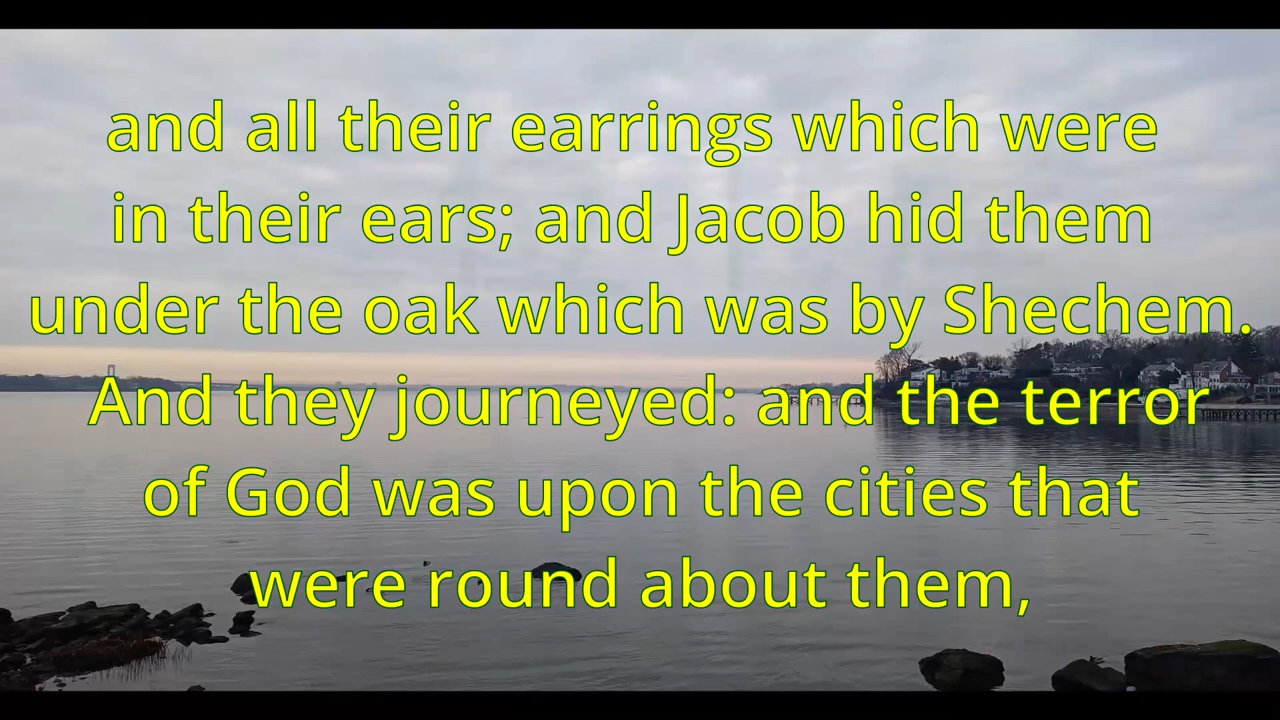 and all their earrings which were
in their ears; and Jacob hid them
under the oak which was by Shechem.
And they journeyed: and the terror
of God was upon the cities that
were round about them,